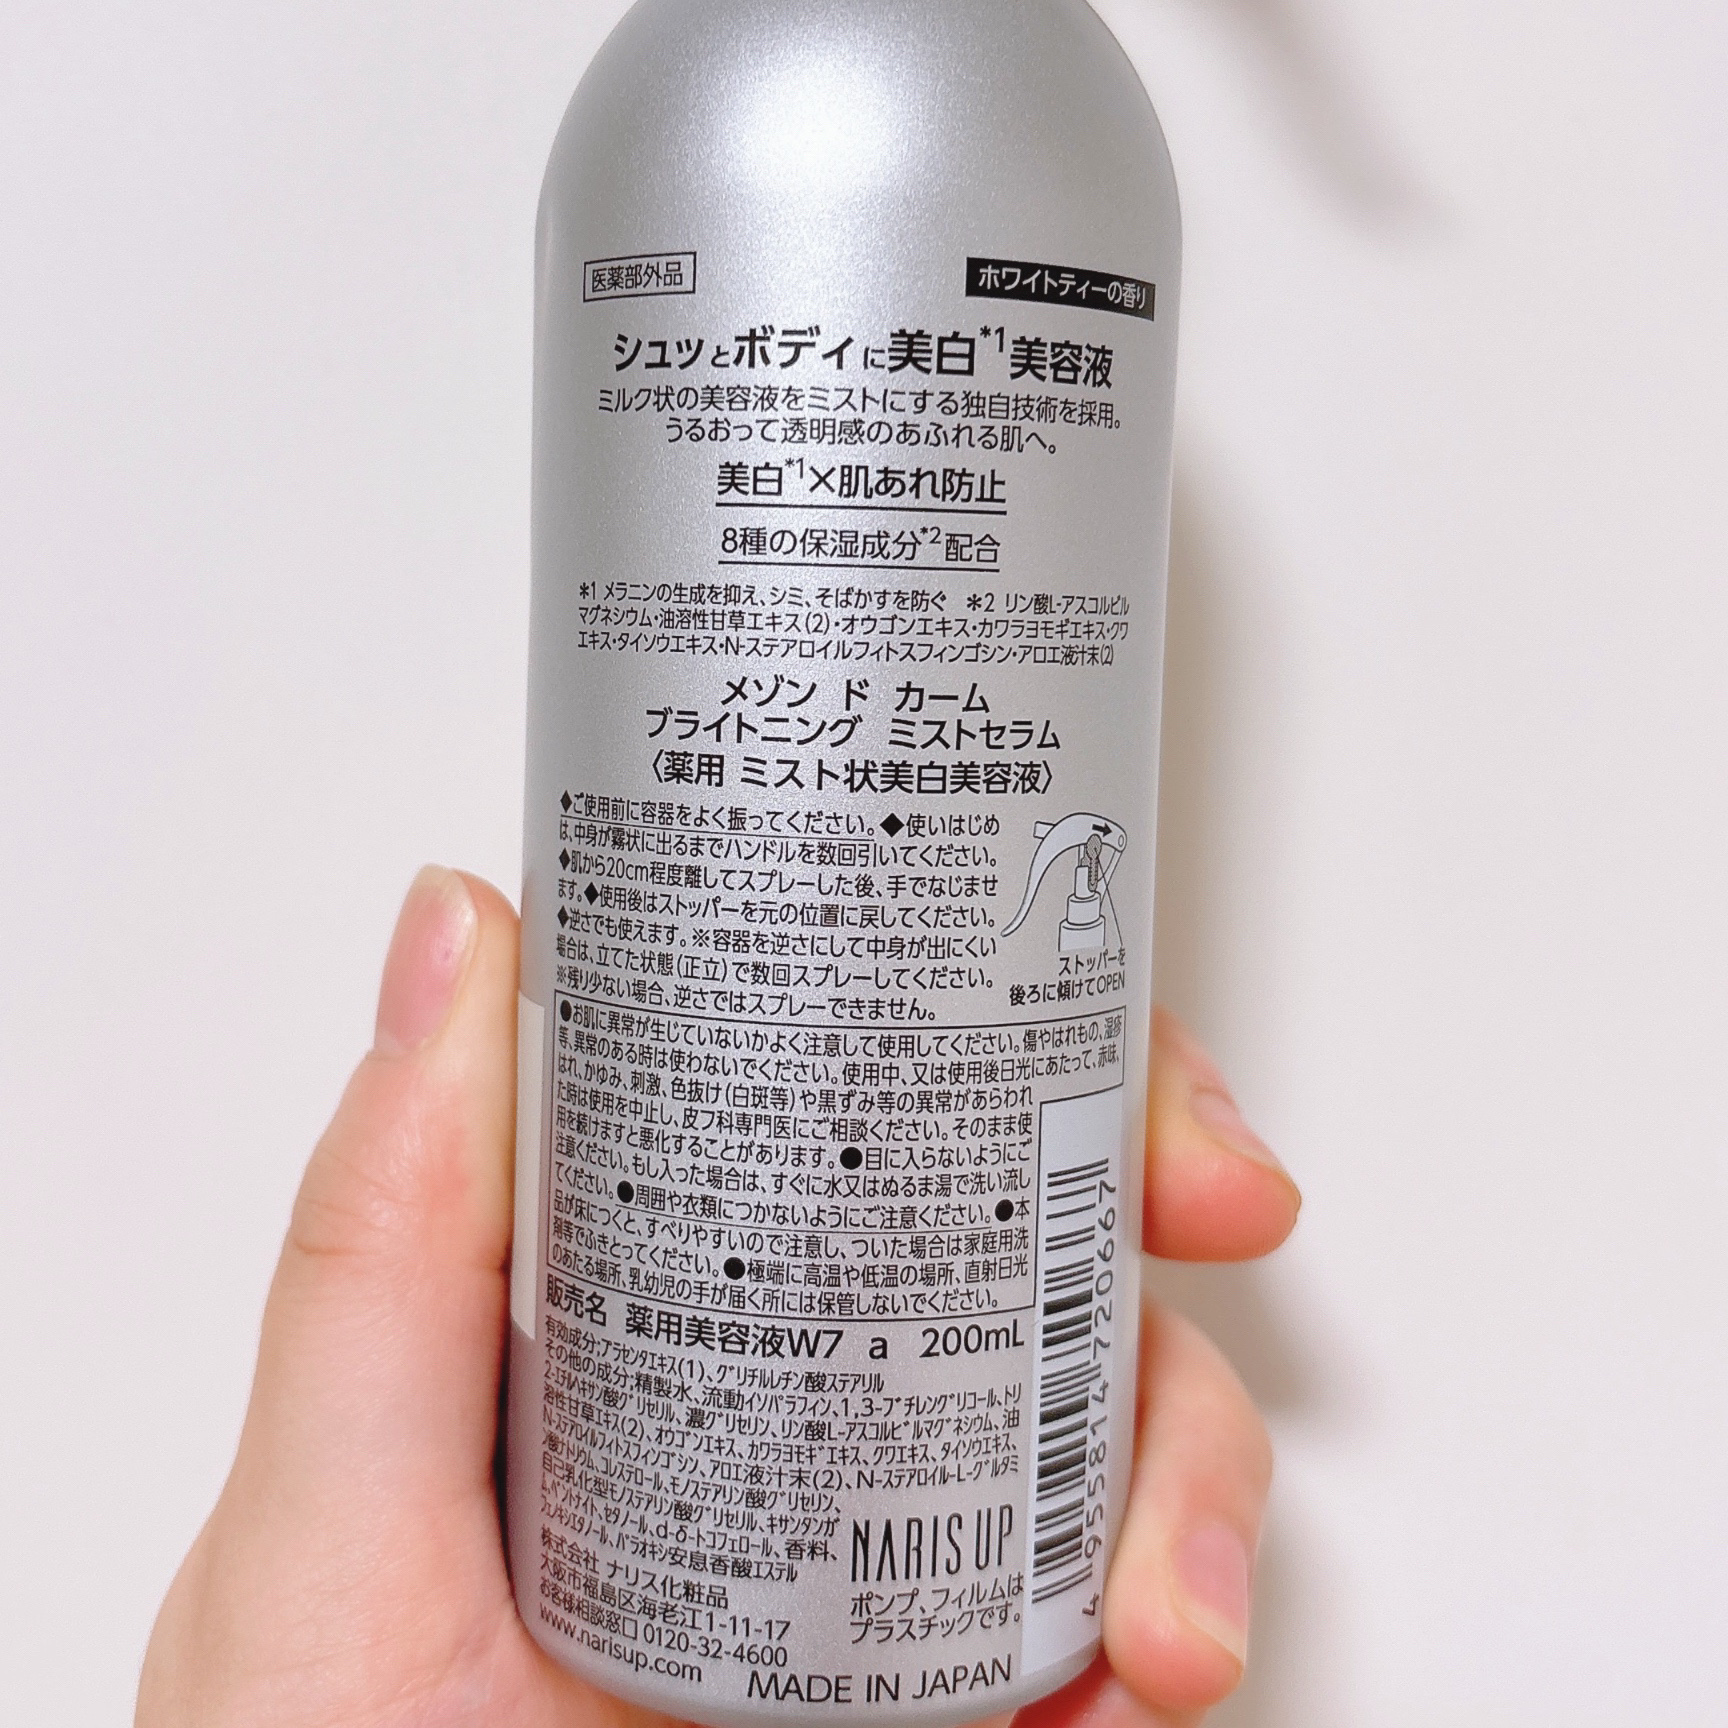 医薬部外品
ホワイトティーの香り
シュッとボディに美白*1美容液
ミルク状の美容液をミストにする独自技術を採用。
うるおって透明感のあふれる肌へ。
美白*1×肌あれ防止
8種の保湿成分*2配合
*1 メラニンの生成を抑え、シミ、そばかすを防ぐ *2 リン酸L-アスコルビル
マグネシウム・油溶性甘草エキス(2)・オウゴンエキス・カワラヨモギエキス・クワ
エキス・タイソウエキス・N-ステアロイルフィトスフィンゴシン・アロエ液汁末(2)
メゾン ド カーム
ブライトニング ミストセラム
〈薬用 ミスト状美白美容液〉
◆ご使用前に容器をよく振ってください。◆使いはじめ
は、中身が霧状に出るまでハンドルを数回引いてください。
◆肌から20cm程度離してスプレーした後、手でなじませ
ます。◆使用後はストッパーを元の位置に戻してください。
◆逆さでも使えます。※容器を逆さにして中身が出にくい
場合は、立てた状態(正立)で数回スプレーしてください。
※残り少ない場合、逆さではスプレーできません。
ストッパーを
後ろに傾けてOPEN
●お肌に異常が生じていないかよく注意して使用してください。傷やはれもの、湿疹
等、異常のある時は使わないでください。使用中、又は使用後日光にあたって、赤味、
はれ、かゆみ、刺激、色抜け(白斑等)や黒ずみ等の異常があらわれ
た時は使用を中止し、皮フ科専門医にご相談ください。そのまま使
用を続けますと悪化することがあります。●目に入らないようにご
注意ください。もし入った場合は、すぐに水又はぬるま湯で洗い流し
てください。●周囲や衣類につかないようにご注意ください。●本
品が床につくと、すべりやすいので注意し、ついた場合は家庭用洗
剤等でふきとってください。●極端に高温や低温の場所、直射日光
のあたる場所、乳幼児の手が届く所には保管しないでください。
販売名 薬用美容液W7 a 200mL
有効成分;プラセンタエキス(1)、グリチルレチン酸ステアリル
その他の成分;精製水、流動イソパラフィン、1,3-ブチレングリコール、トリ
2-エチルヘキサン酸グリセリル、濃グリセリン、リン酸L-アスコルビルマグネシウム、油
溶性甘草エキス(2)、オウゴンエキス、カワラヨモギエキス、クワエキス、タイソウエキス、
N-ステアロイルフィトスフィンゴシン、アロエ液汁末(2)、N-ステアロイル-L-グルタミ
ン酸ナトリウム、コレステロール、モノステアリン酸グリセリン、
自己乳化型モノステアリン酸グリセリル、キサンタンガ
ム、ベントナイト、セタノール、d-δ-トコフェロール、香料、
フェノキシエタノール、パラオキシ安息香酸エステル
株式会社 ナリス化粧品
大阪市福島区海老江1-11-17
お客様相談窓口 0120-32-4600
www.narisup.com
NARIS UP
ポンプ、フィルムは
プラスチックです。
MADE IN JAPAN
4 955814 720667